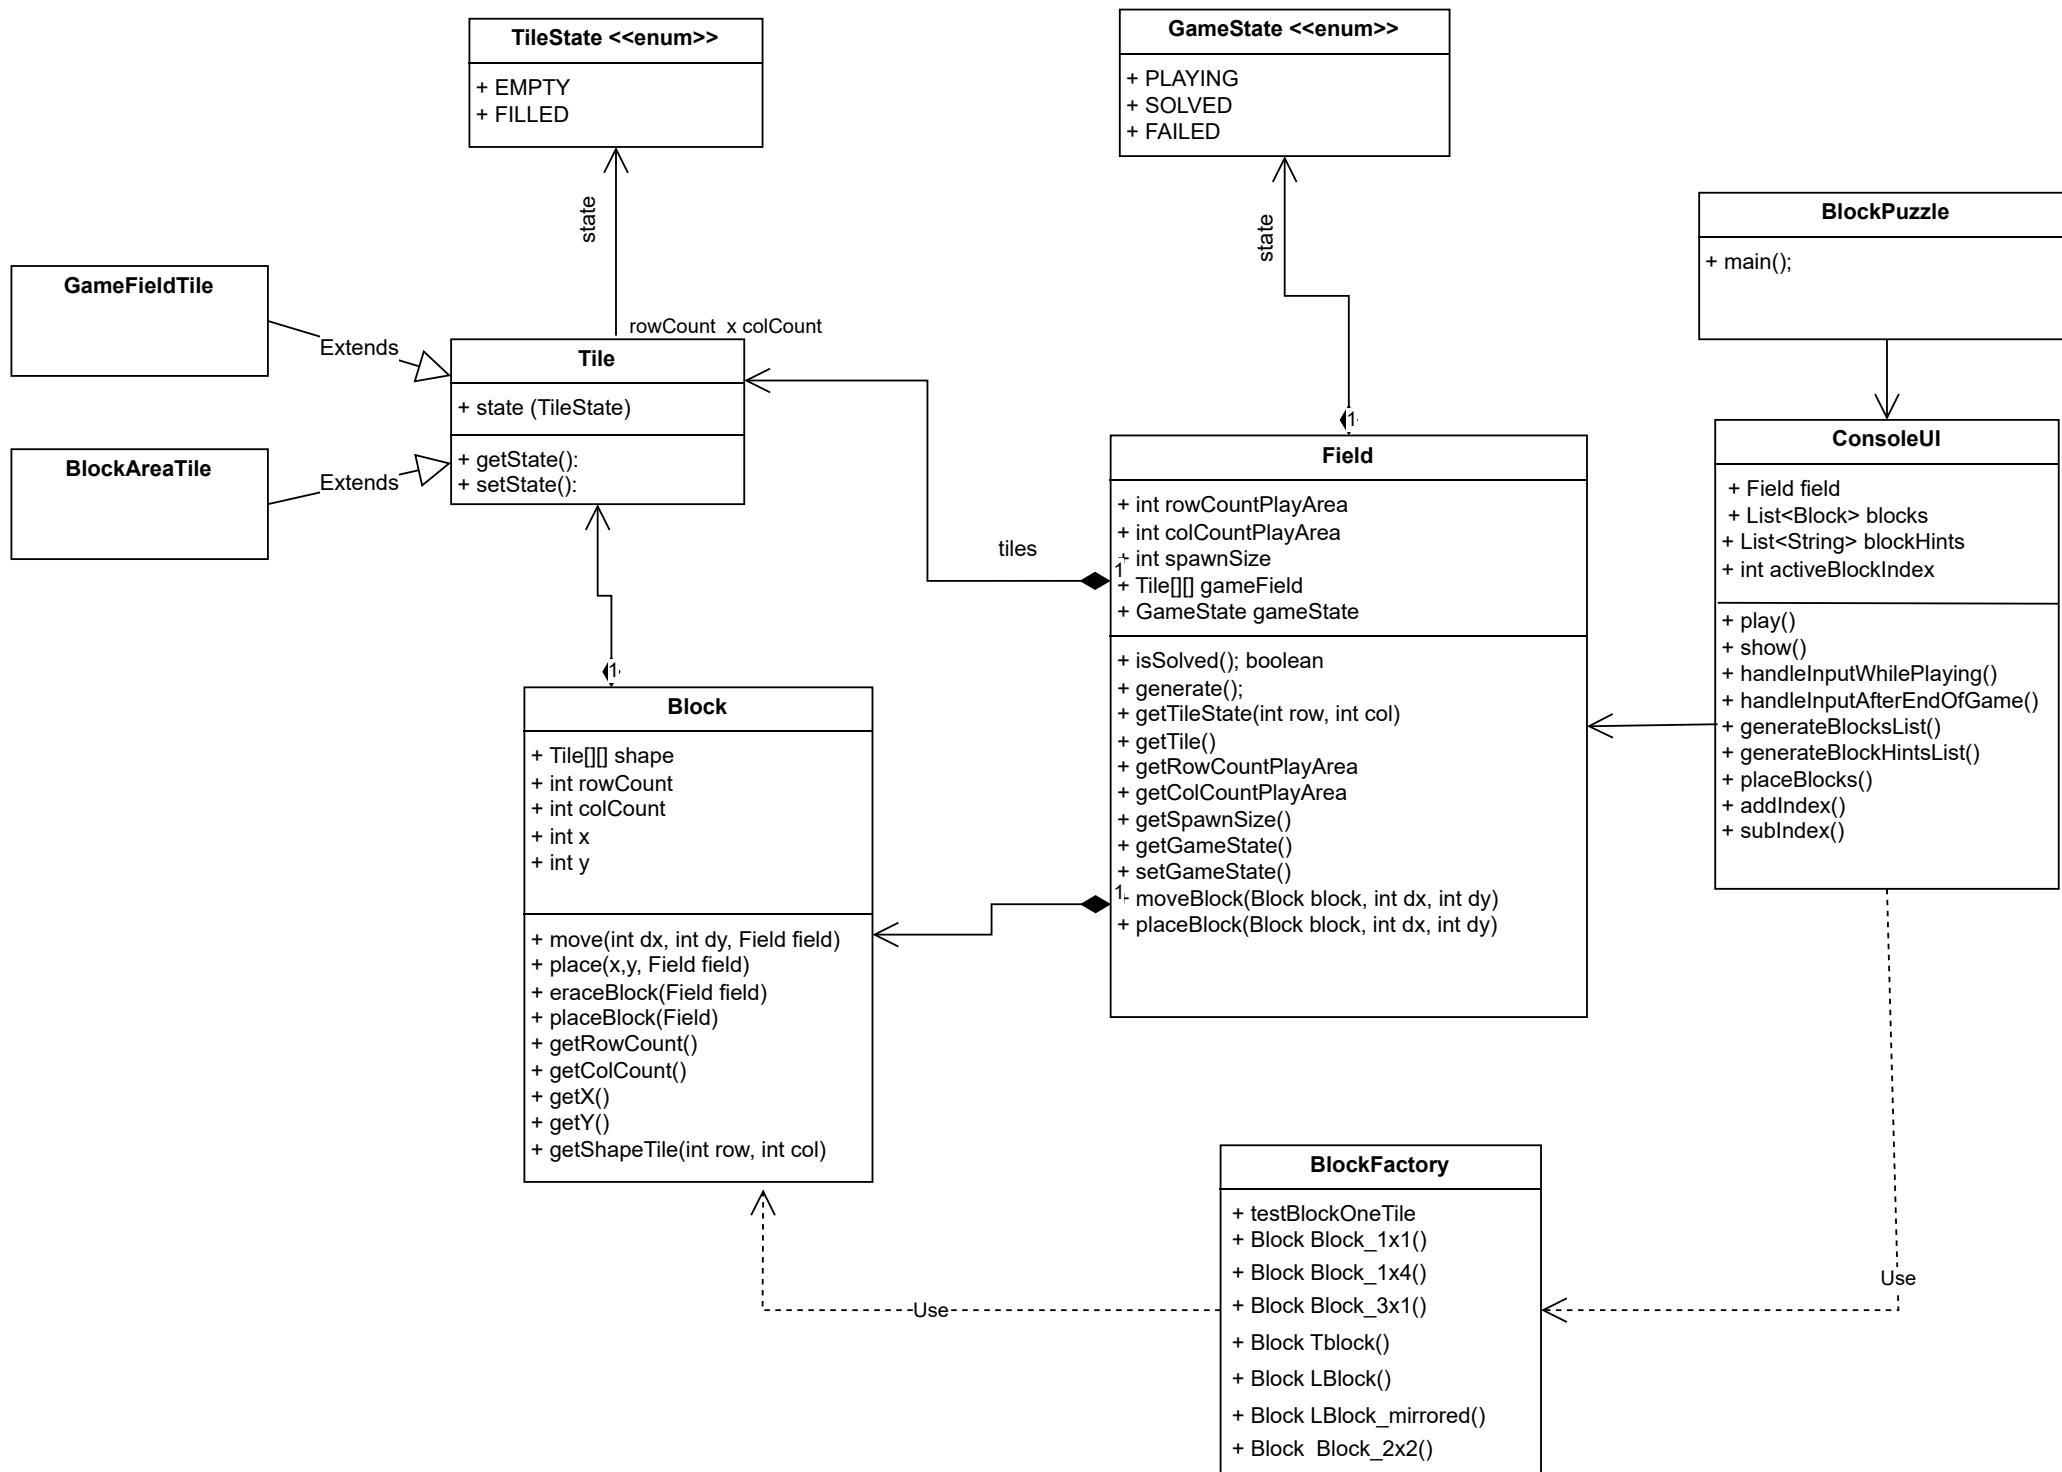 TileState <<enum>>
+ EMPTY
+ FILLED
GameState <<enum>>
+ PLAYING
+ SOLVED
+ FAILED
BlockPuzzle
+ main();
state
state
GameFieldTile
Extends
BlockAreaTile
Extends
rowCount x colCount
Tile
+ state (TileState)
+ getState():
+ setState():
tiles
1
1
1
1
Field
+ int rowCountPlayArea
+ int colCountPlayArea
+ int spawnSize
+ Tile[][] gameField
+ GameState gameState
+ isSolved(); boolean
+ generate();
+ getTileState(int row, int col)
+ getTile()
+ getRowCountPlayArea
+ getColCountPlayArea
+ getSpawnSize()
+ getGameState()
+ setGameState()
+ moveBlock(Block block, int dx, int dy)
+ placeBlock(Block block, int dx, int dy)
ConsoleUI
+ Field field
+ List<Block> blocks
+ List<String> blockHints
+ int activeBlockIndex
+ play()
+ show()
+ handleInputWhilePlaying()
+ handleInputAfterEndOfGame()
+ generateBlocksList()
+ generateBlockHintsList()
+ placeBlocks()
+ addIndex()
+ subIndex()
Block
+ Tile[][] shape
+ int rowCount
+ int colCount
+ int x
+ int y
+ move(int dx, int dy, Field field)
+ place(x,y, Field field)
+ eraceBlock(Field field)
+ placeBlock(Field)
+ getRowCount()
+ getColCount()
+ getX()
+ getY()
+ getShapeTile(int row, int col)
Use
Use
BlockFactory
+ testBlockOneTile
+ Block Block_1x1()
+ Block Block_1x4()
+ Block Block_3x1()
+ Block Tblock()
+ Block LBlock()
+ Block LBlock_mirrored()
+ Block Block_2x2()